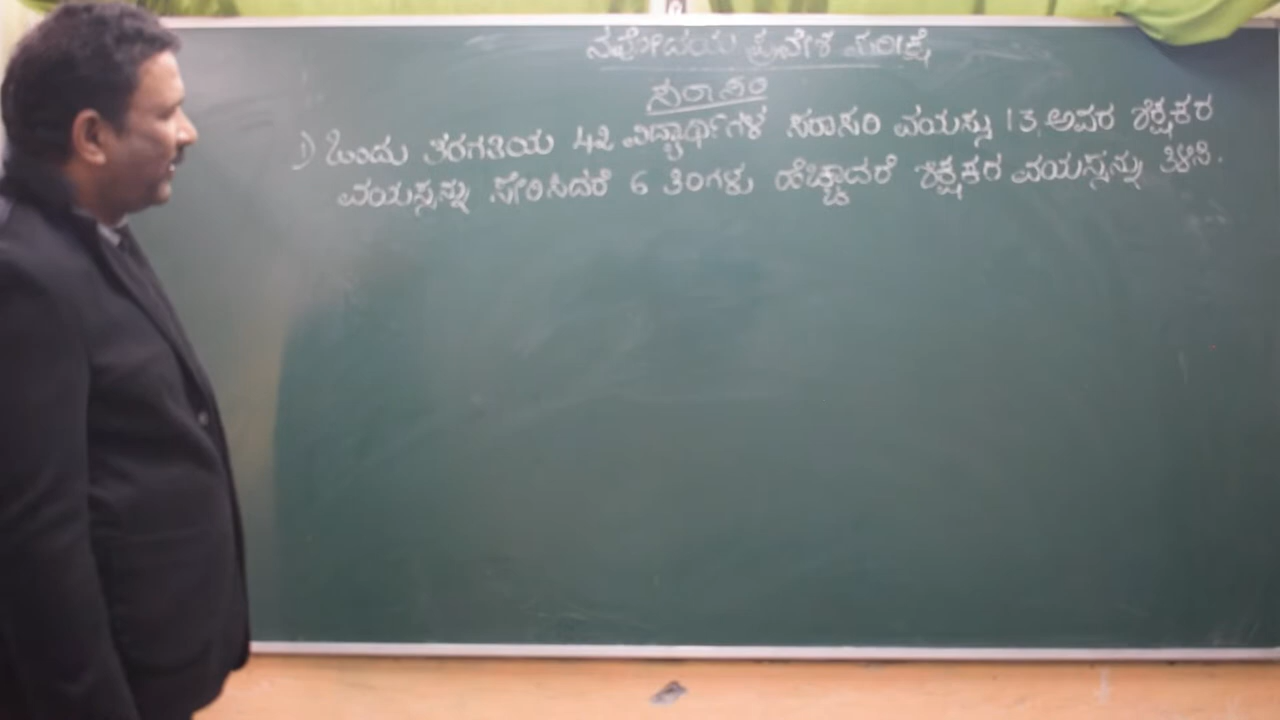 ನವೋದಯ ಪ್ರವೇಶ ಪರೀಕ್ಷೆ
ಸರಾಸರಿ
1) ಒಂದು ತರಗತಿಯ 42 ವಿದ್ಯಾರ್ಥಿಗಳ ಸರಾಸರಿ ವಯಸ್ಸು 13, ಅವರ ಶಿಕ್ಷಕರ
ವಯಸ್ಸನ್ನು ಸೇರಿಸಿದರೆ 6 ತಿಂಗಳು ಹೆಚ್ಚಾದರೆ ಶಿಕ್ಷಕರ ವಯಸ್ಸನ್ನು ತಿಳಿಸಿ.